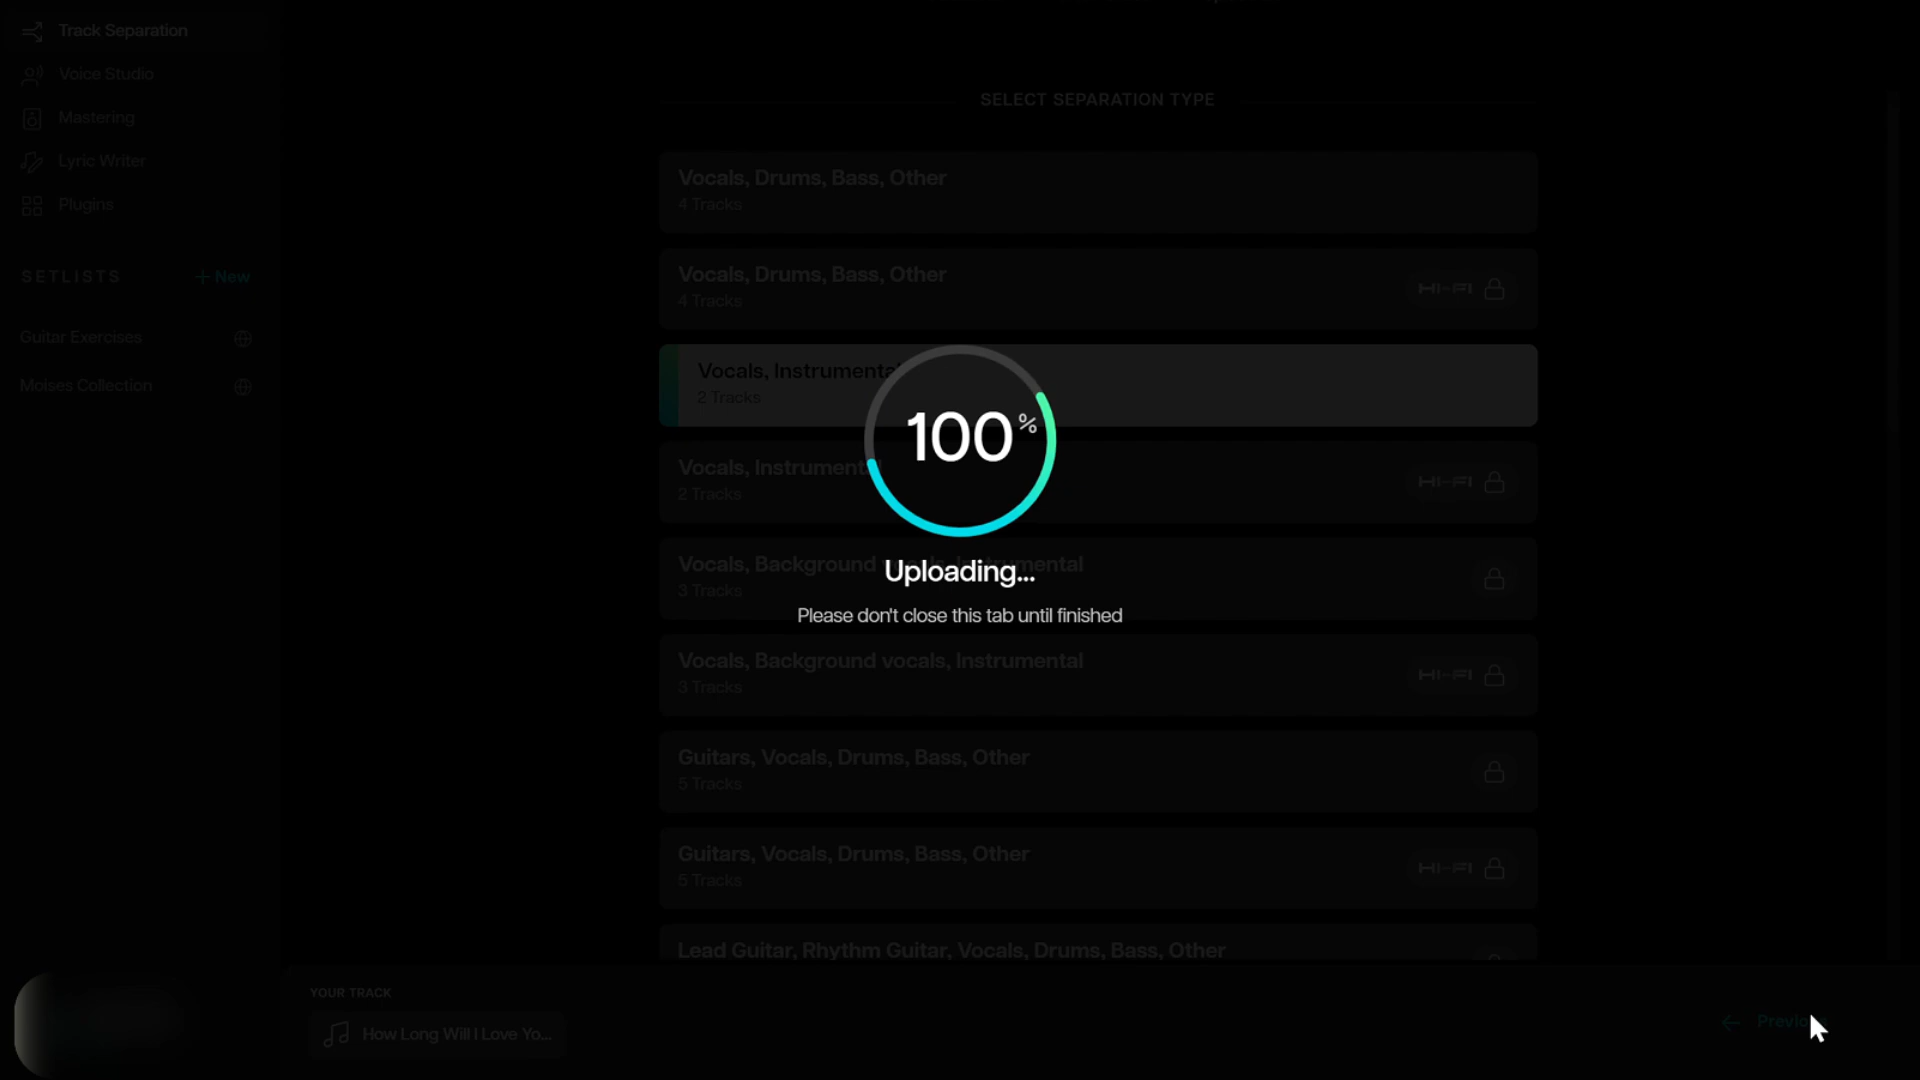 Track Separation
Voice Studio
Mastering
Lyric Writer
Plugins
SETLISTS
+ New
Guitar Exercises
Moises Collection
SELECT SEPARATION TYPE
Vocals, Drums, Bass, Other
4 Tracks
Vocals, Drums, Bass, Other
4 Tracks
HI-FI
Vocals, Instrumental
2 Tracks
Vocals, Instrumental
2 Tracks
HI-FI
100%
Vocals, Background vocals, Instrumental
3 Tracks
Uploading...
Please don't close this tab until finished
Vocals, Background vocals, Instrumental
3 Tracks
HI-FI
Guitars, Vocals, Drums, Bass, Other
5 Tracks
Guitars, Vocals, Drums, Bass, Other
5 Tracks
HI-FI
Lead Guitar, Rhythm Guitar, Vocals, Drums, Bass, Other
YOUR TRACK
How Long Will I Love Yo...